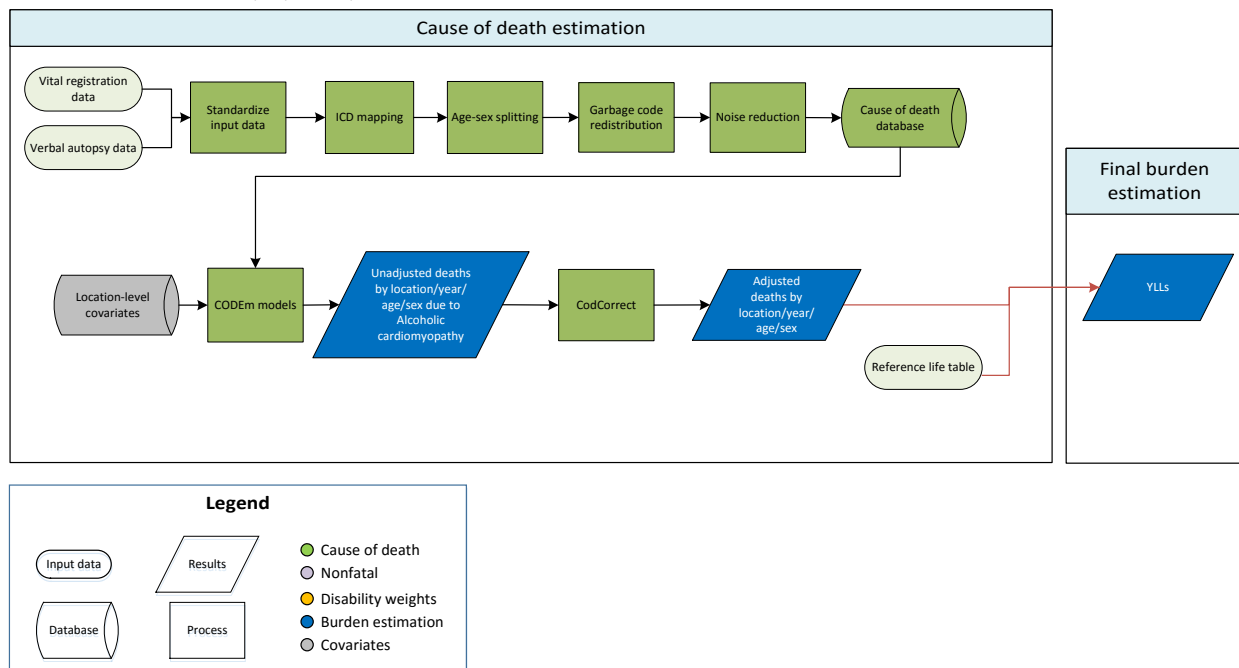 Cause of death estimation
Vital registration
data
Verbal autopsy data
Standardize
input data
ICD mapping
Age-sex splitting
Garbage code
redistribution
Noise reduction
Cause of death
database
Final burden
estimation
Location-level
covariates
CODEm models
Unadjusted deaths
by location/year/
age/sex due to
Alcoholic
cardiomyopathy
CodCorrect
Adjusted
deaths by
location/year/
age/sex
YLLs
Reference life table
Legend
Input data
Results
Database
Process
Cause of death
Nonfatal
Disability weights
Burden estimation
Covariates